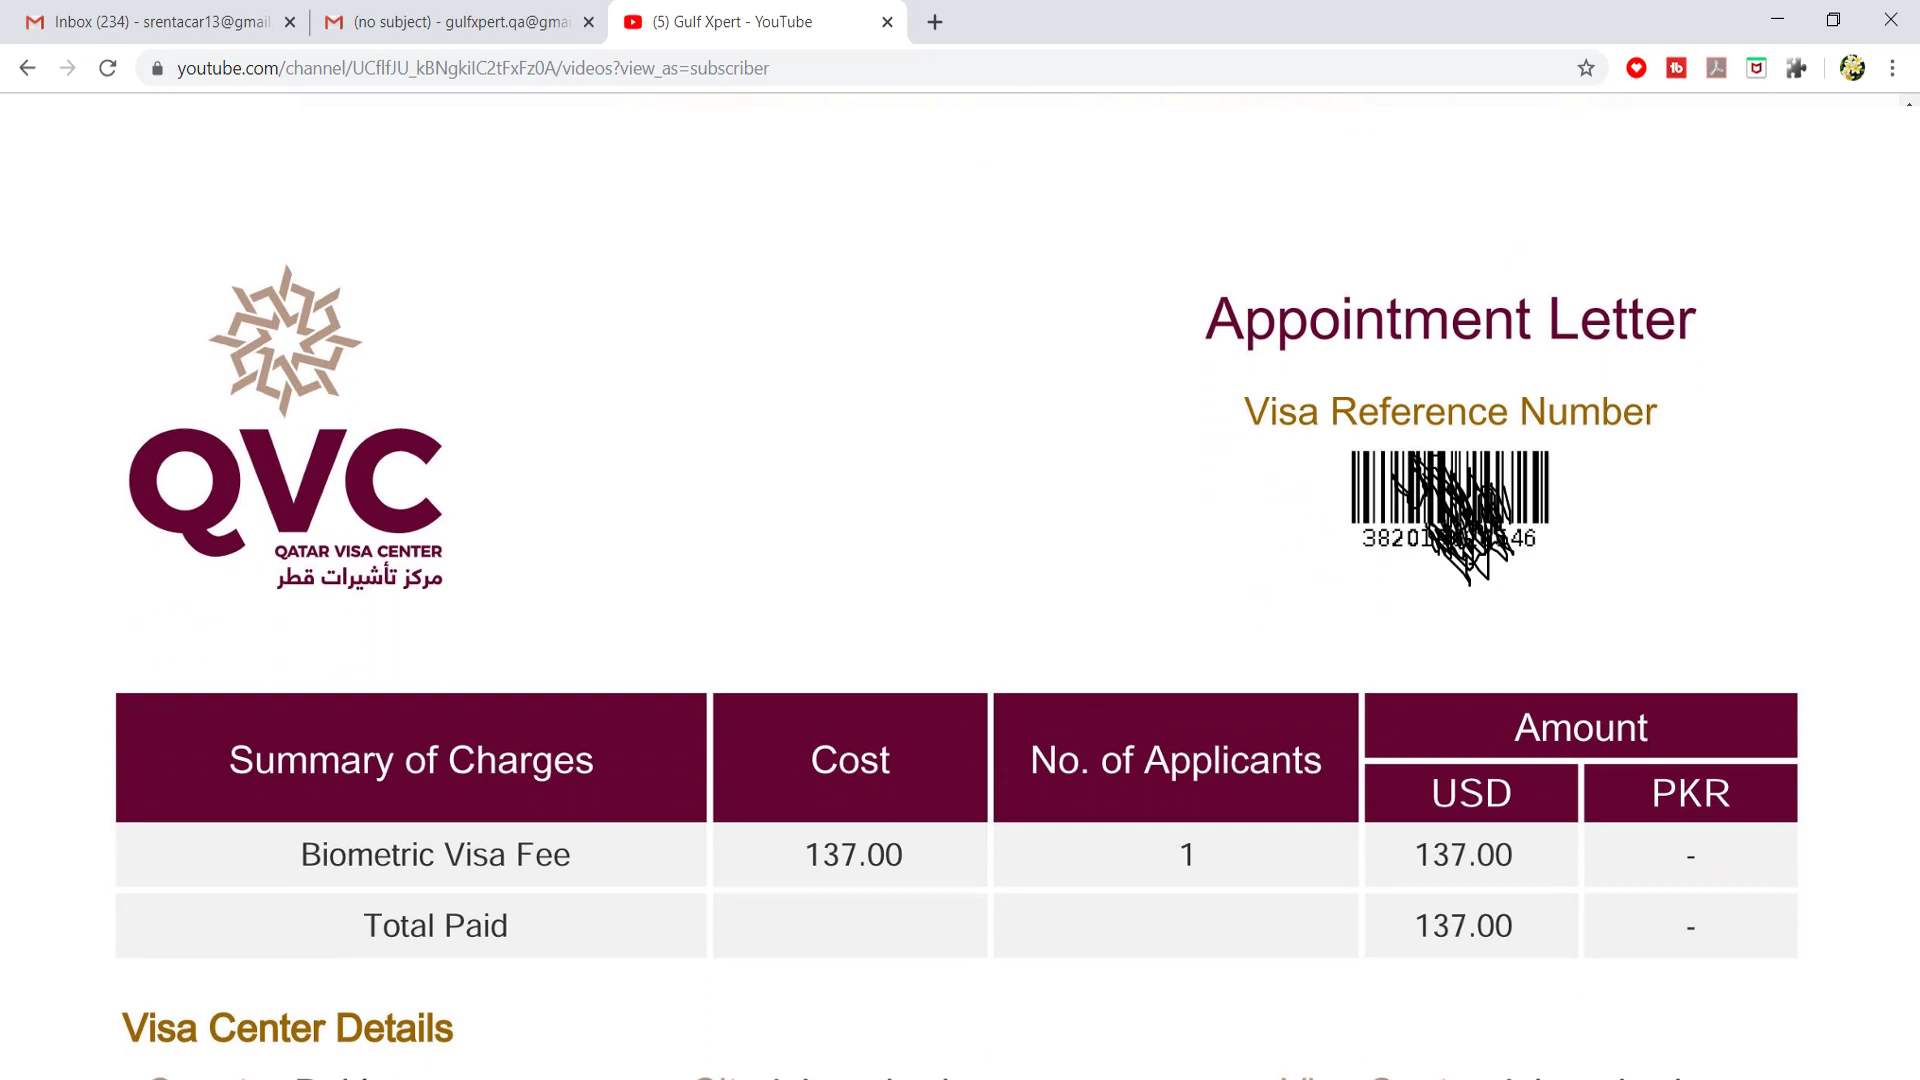 Inbox (234) - srentacar13@gmail
(no subject) - gulfxpert.qa@gmai
(5) Gulf Xpert - YouTube
youtube.com/channel/UCflfJU_kBNgkilC2tFxFz0A/videos?view_as=subscriber
Appointment Letter
Visa Reference Number
QVC
QATAR VISA CENTER
مركز تأشيرات قطر
Summary of Charges
Cost
No. of Applicants
Amount
USD
PKR
Biometric Visa Fee
137.00
1
137.00
-
Total Paid
137.00
-
Visa Center Details